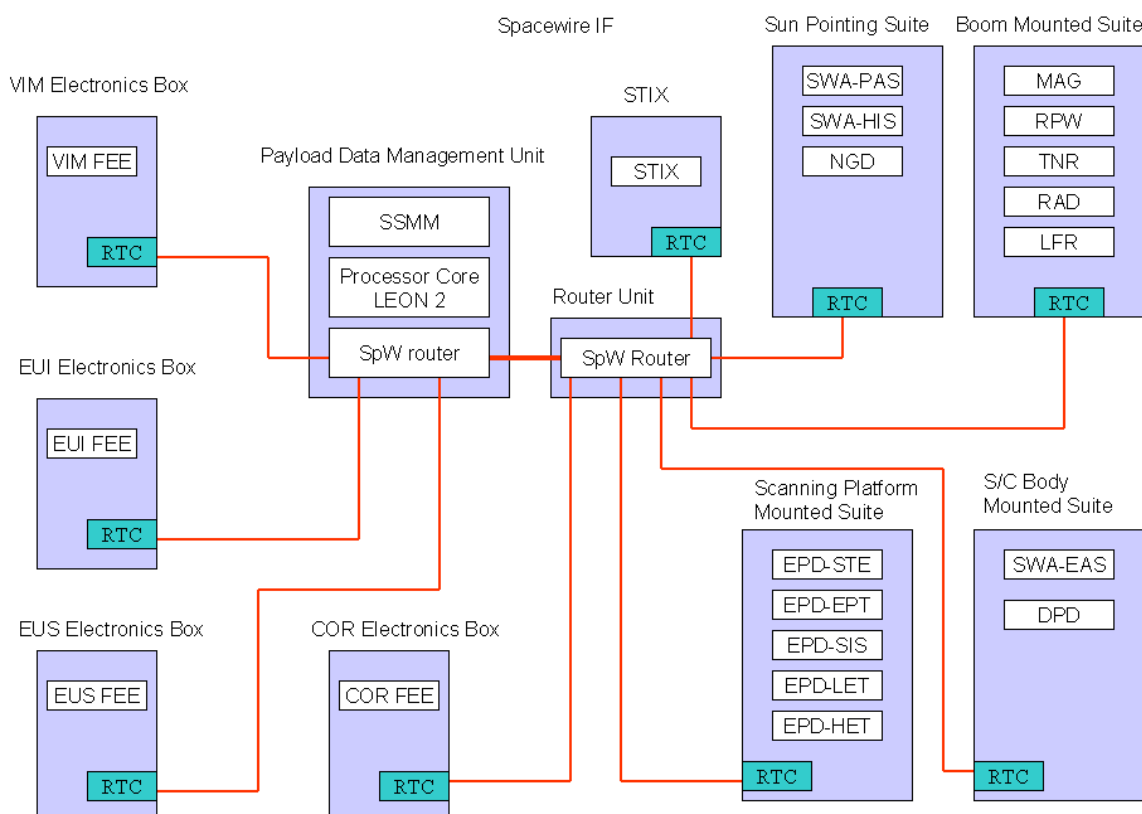 Spacewire IF
VIM Electronics Box
VIM FEE
RTC
Payload Data Management Unit
SSMM
Processor Core
LEON 2
SpW router
STIX
STIX
RTC
Router Unit
SpW Router
Sun Pointing Suite
SWA-PAS
SWA-HIS
NGD
RTC
Boom Mounted Suite
MAG
RPW
TNR
RAD
LFR
RTC
EUI Electronics Box
EUI FEE
RTC
EUS Electronics Box
EUS FEE
RTC
COR Electronics Box
COR FEE
RTC
Scanning Platform
Mounted Suite
EPD-STE
EPD-EPT
EPD-SIS
EPD-LET
EPD-HET
RTC
S/C Body
Mounted Suite
SWA-EAS
DPD
RTC